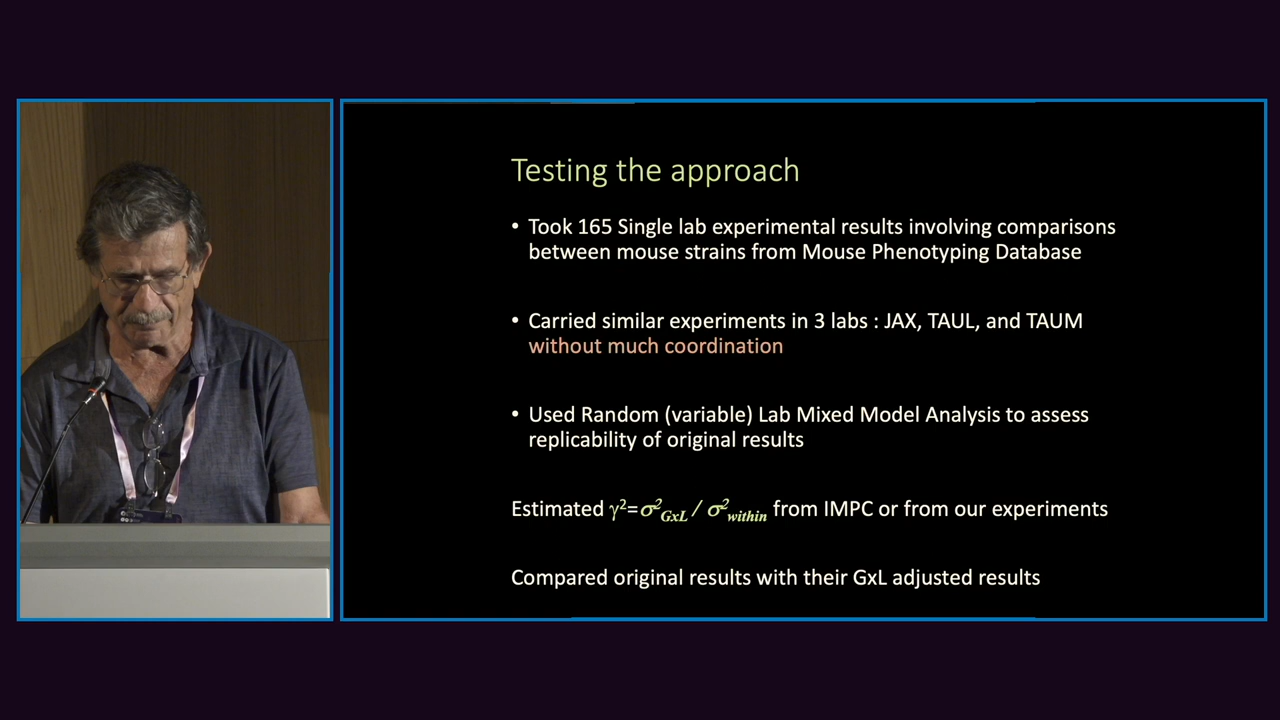 Testing the approach
• Took 165 Single lab experimental results involving comparisons
between mouse strains from Mouse Phenotyping Database
• Carried similar experiments in 3 labs : JAX, TAUL, and TAUM
without much coordination
• Used Random (variable) Lab Mixed Model Analysis to assess
replicability of original results
Estimated γ²=σ²GxL / σ²within from IMPC or from our experiments
Compared original results with their GxL adjusted results